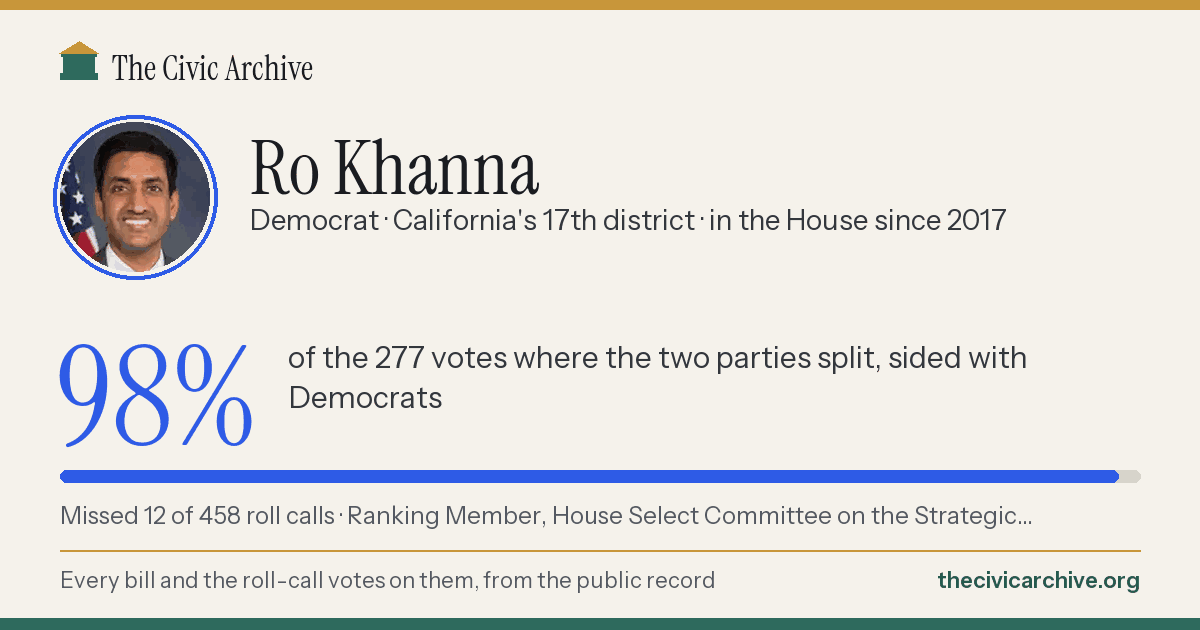 The Civic Archive
Ro Khanna
Democrat · California's 17th district · in the House since 2017
98%
of the 277 votes where the two parties split, sided with
Democrats
Missed 12 of 458 roll calls · Ranking Member, House Select Committee on the Strategic...
Every bill and the roll-call votes on them, from the public record
thecivicarchive.org